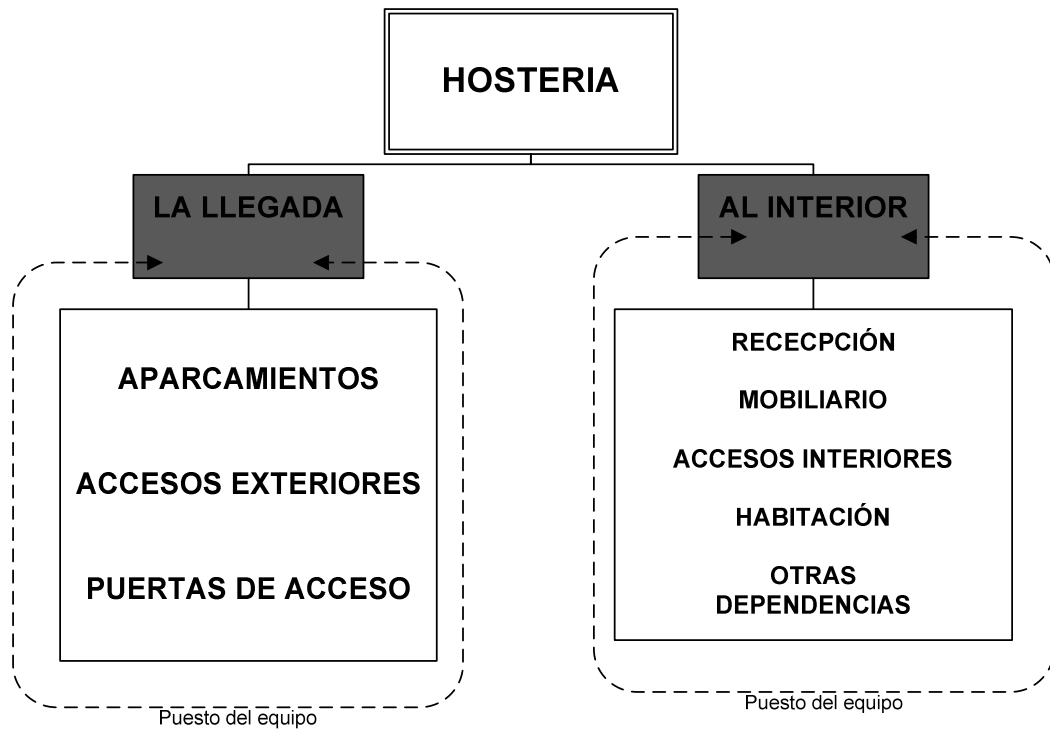 HOSTERIA
LA LLEGADA
APARCAMIENTOS
ACCESOS EXTERIORES
PUERTAS DE ACCESO
Puesto del equipo
AL INTERIOR
RECECPCIÓN
MOBILIARIO
ACCESOS INTERIORES
HABITACIÓN
OTRAS
DEPENDENCIAS
Puesto del equipo